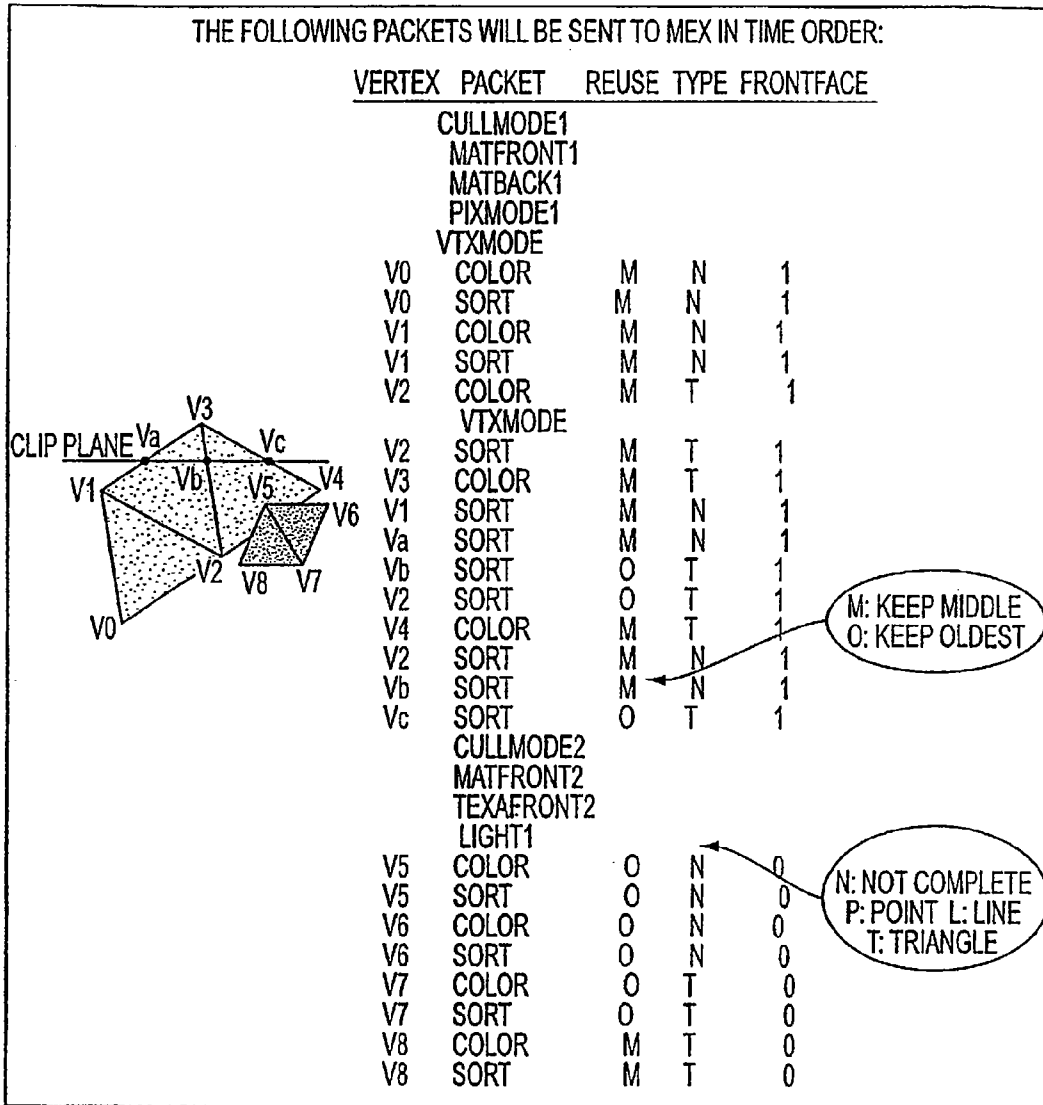 THE FOLLOWING PACKETS WILL BE SENT TO MEX IN TIME ORDER:
VERTEX PACKET REUSE TYPE FRONTFACE
CULLMODE1
MATFRONT1
MATBACK1
PIXMODE1
VTXMODE
V0 COLOR M N 1
V0 SORT M N 1
V1 COLOR M N 1
V1 SORT M N 1
V2 COLOR M T 1
VTXMODE
V2 SORT M T 1
V3 COLOR M T 1
V1 SORT M N 1
Va SORT M N 1
Vb SORT O T 1
V2 SORT O T 1
V4 COLOR M T 1
V2 SORT M N 1
Vb SORT M N 1
Vc SORT O T 1
CULLMODE2
MATFRONT2
TEXAFRONT2
LIGHT1
V5 COLOR O N 0
V5 SORT O N 0
V6 COLOR O N 0
V6 SORT O N 0
V7 COLOR O T 0
V7 SORT O T 0
V8 COLOR M T 0
V8 SORT M T 0
V3
CLIP PLANE Va Vc
V1 Vb V5 V4
V6
V2 V8 V7
V0
M: KEEP MIDDLE
O: KEEP OLDEST
N: NOT COMPLETE
P: POINT L: LINE
T: TRIANGLE